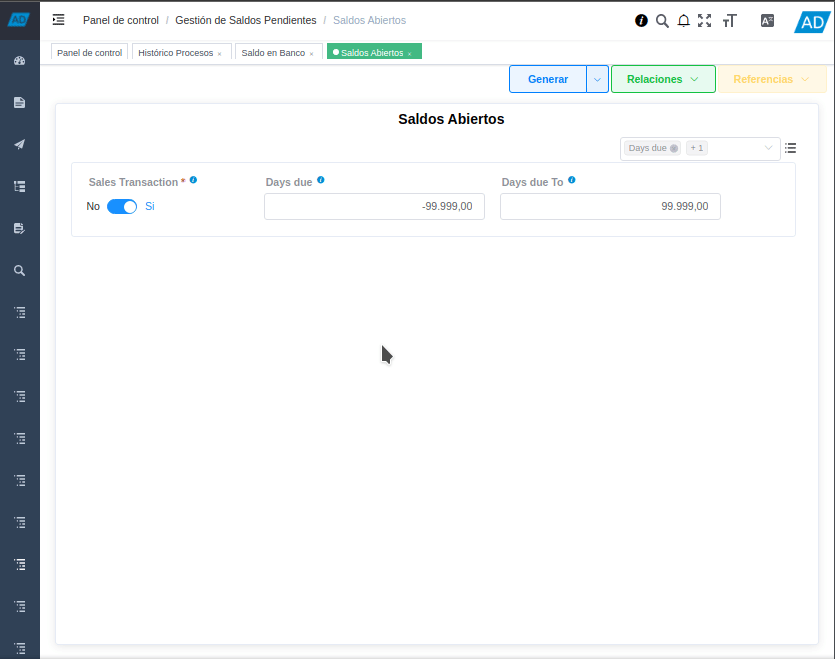 AD
Panel de control / Gestión de Saldos Pendientes / Saldos Abiertos
AD
Panel de control
Histórico Procesos ×
Saldo en Banco ×
Saldos Abiertos ×
Generar
Relaciones
Referencias
Saldos Abiertos
Days due
+ 1
Sales Transaction *
Days due
Days due To
No
Si
-99.999,00
99.999,00